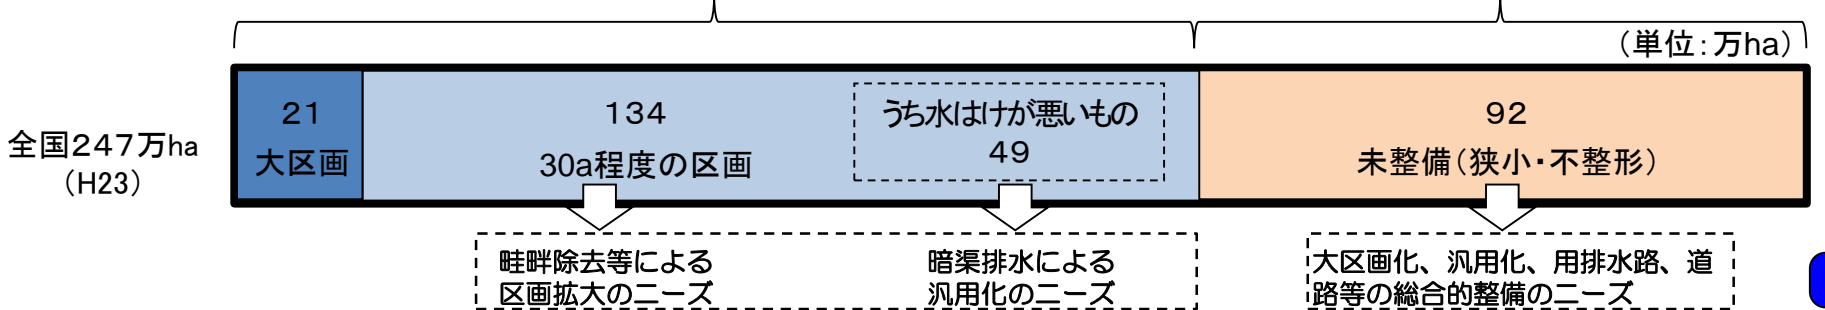 （単位：万ha）
全国２４７万ha
（H23）
２１
大区画
１３４
30a程度の区画
うち水はけが悪いもの
４９
９２
未整備（狭小・不整形）
畦畔除去等による
区画拡大のニーズ
暗渠排水による
汎用化のニーズ
大区画化、汎用化、用排水路、道
路等の総合的整備のニーズ